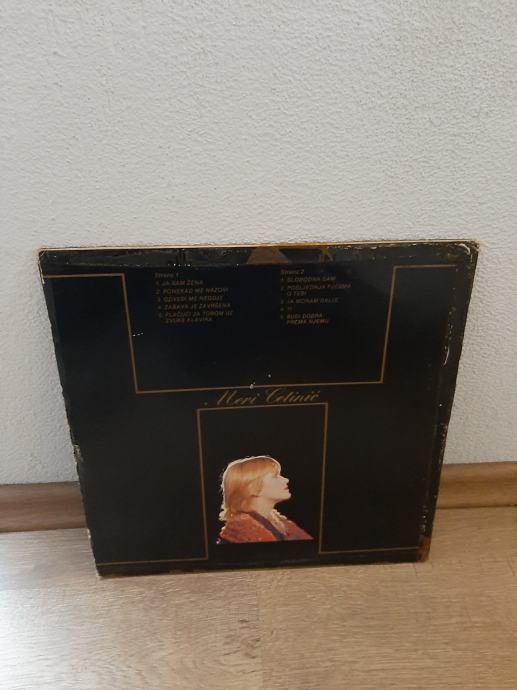 Strana 1
1. JA SAM ŽENA
2. PONEKAD ME NAZOVI
3. ODVEDI ME NEGDJE
4. ZABAVA JE ZAVRŠENA
5. PLAČUĆI ZA TOBOM UZ
ZVUKE KLAVIRA
Strana 2
1. SLOBODNA SAM
2. POSLJEDNJA PJESMA
O TEBI
3. JA MORAM DALJE
4. TI
5. BUDI DOBRA
PREMA NJEMU
Meri Cetinić